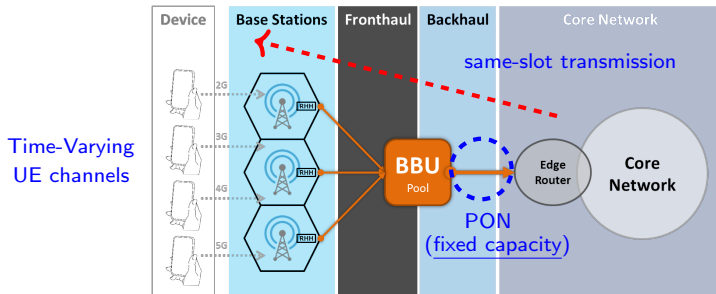 Device
Base Stations
Fronthaul
Backhaul
Core Network
same-slot transmission
2G
RHH
Time-Varying
UE channels
3G
RHH
4G
BBU
Pool
Edge
Router
Core
Network
PON
(fixed capacity)
5G
RHH